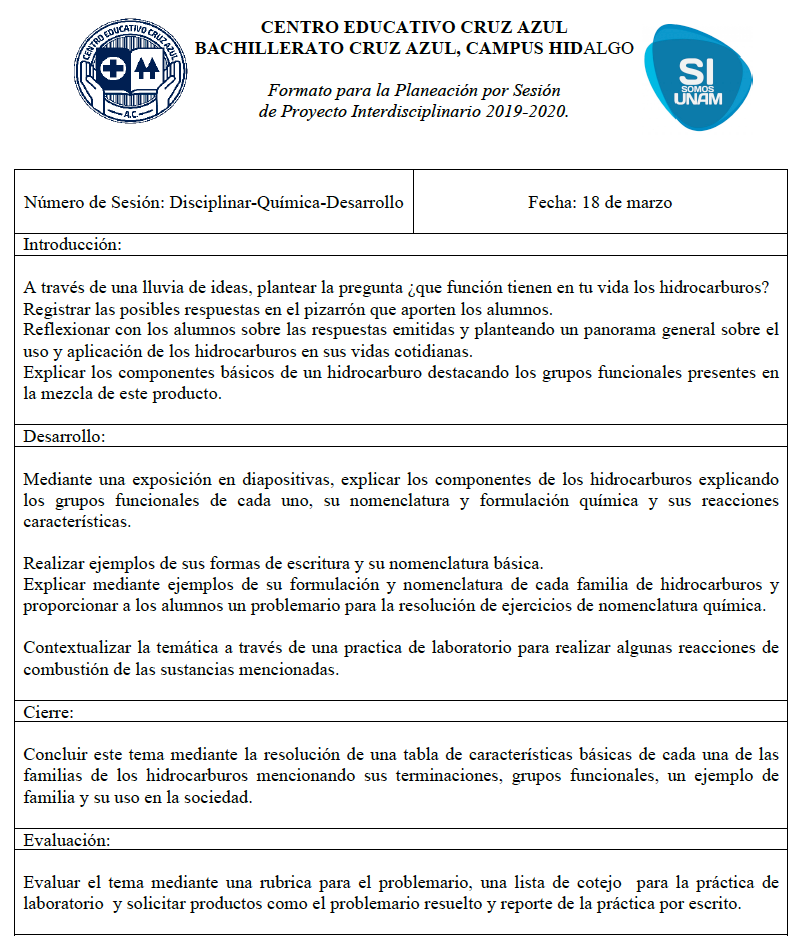 CENTRO EDUCATIVO CRUZ AZUL
A.C.
CENTRO EDUCATIVO CRUZ AZUL
BACHILLERATO CRUZ AZUL, CAMPUS HIDALGO
Formato para la Planeación por Sesión
de Proyecto Interdisciplinario 2019-2020.
SI
SOMOS
UNAM
Número de Sesión: Disciplinar-Química-Desarrollo
Fecha: 18 de marzo
Introducción:
A través de una lluvia de ideas, plantear la pregunta ¿que función tienen en tu vida los hidrocarburos?
Registrar las posibles respuestas en el pizarrón que aporten los alumnos.
Reflexionar con los alumnos sobre las respuestas emitidas y planteando un panorama general sobre el
uso y aplicación de los hidrocarburos en sus vidas cotidianas.
Explicar los componentes básicos de un hidrocarburo destacando los grupos funcionales presentes en
la mezcla de este producto.
Desarrollo:
Mediante una exposición en diapositivas, explicar los componentes de los hidrocarburos explicando
los grupos funcionales de cada uno, su nomenclatura y formulación química y sus reacciones
características.
Realizar ejemplos de sus formas de escritura y su nomenclatura básica.
Explicar mediante ejemplos de su formulación y nomenclatura de cada familia de hidrocarburos y
proporcionar a los alumnos un problemario para la resolución de ejercicios de nomenclatura química.
Contextualizar la temática a través de una practica de laboratorio para realizar algunas reacciones de
combustión de las sustancias mencionadas.
Cierre:
Concluir este tema mediante la resolución de una tabla de características básicas de cada una de las
familias de los hidrocarburos mencionando sus terminaciones, grupos funcionales, un ejemplo de
familia y su uso en la sociedad.
Evaluación:
Evaluar el tema mediante una rubrica para el problemario, una lista de cotejo para la práctica de
laboratorio y solicitar productos como el problemario resuelto y reporte de la práctica por escrito.